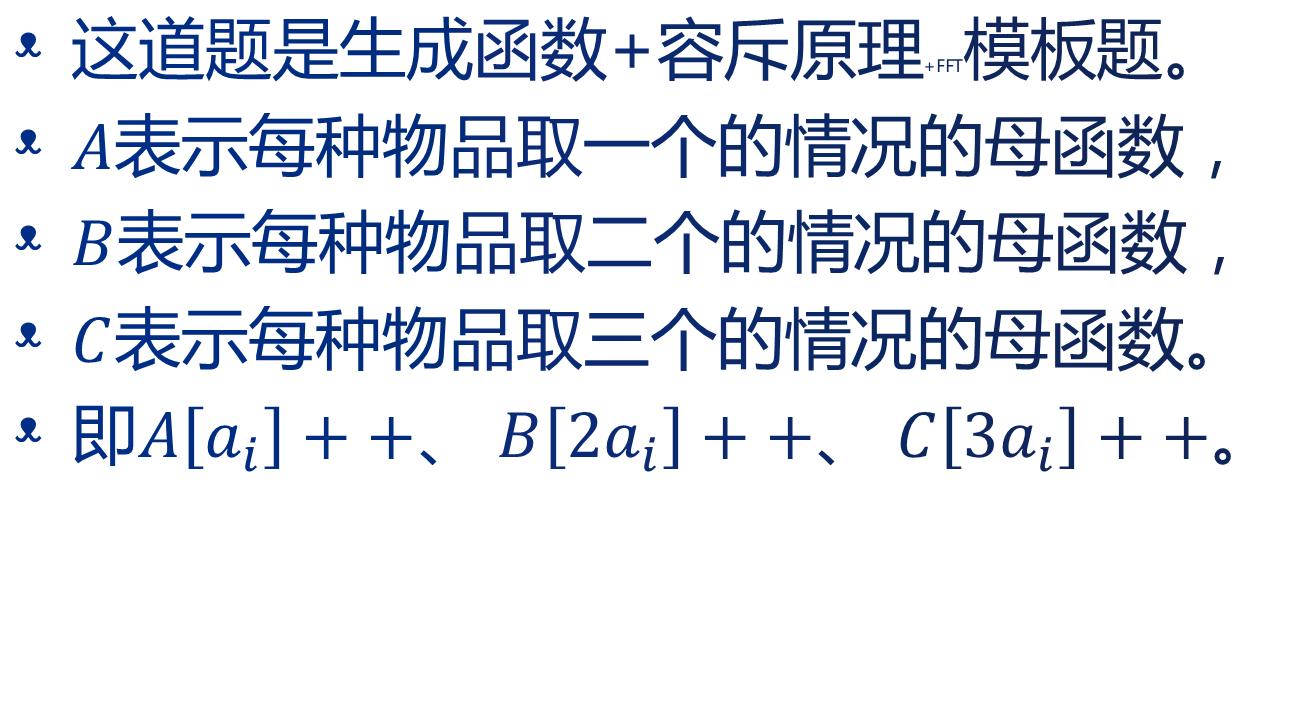 这道题是生成函数+容斥原理+FFT模板题。
A表示每种物品取一个的情况的母函数，
B表示每种物品取二个的情况的母函数，
C表示每种物品取三个的情况的母函数。
即A[aᵢ] + +、 B[2aᵢ] + +、 C[3aᵢ] + +。